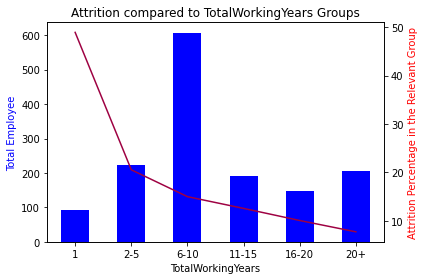 Attrition compared to TotalWorkingYears Groups
Total Employee
600
500
400
300
200
100
0
50
40
30
20
10
Attrition Percentage in the Relevant Group
1 2-5 6-10 11-15 16-20 20+
TotalWorkingYears